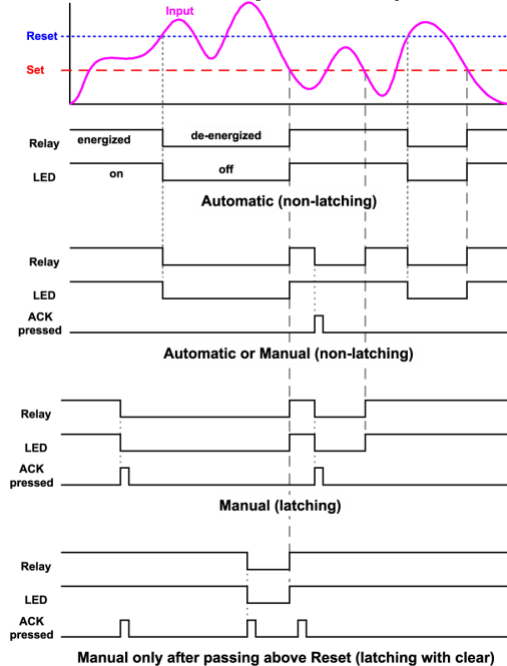 Input
Reset
Set
energized
de-energized
Relay
on
off
LED
Automatic (non-latching)
Relay
LED
ACK
pressed
Automatic or Manual (non-latching)
Relay
LED
ACK
pressed
Manual (latching)
Relay
LED
ACK
pressed
Manual only after passing above Reset (latching with clear)